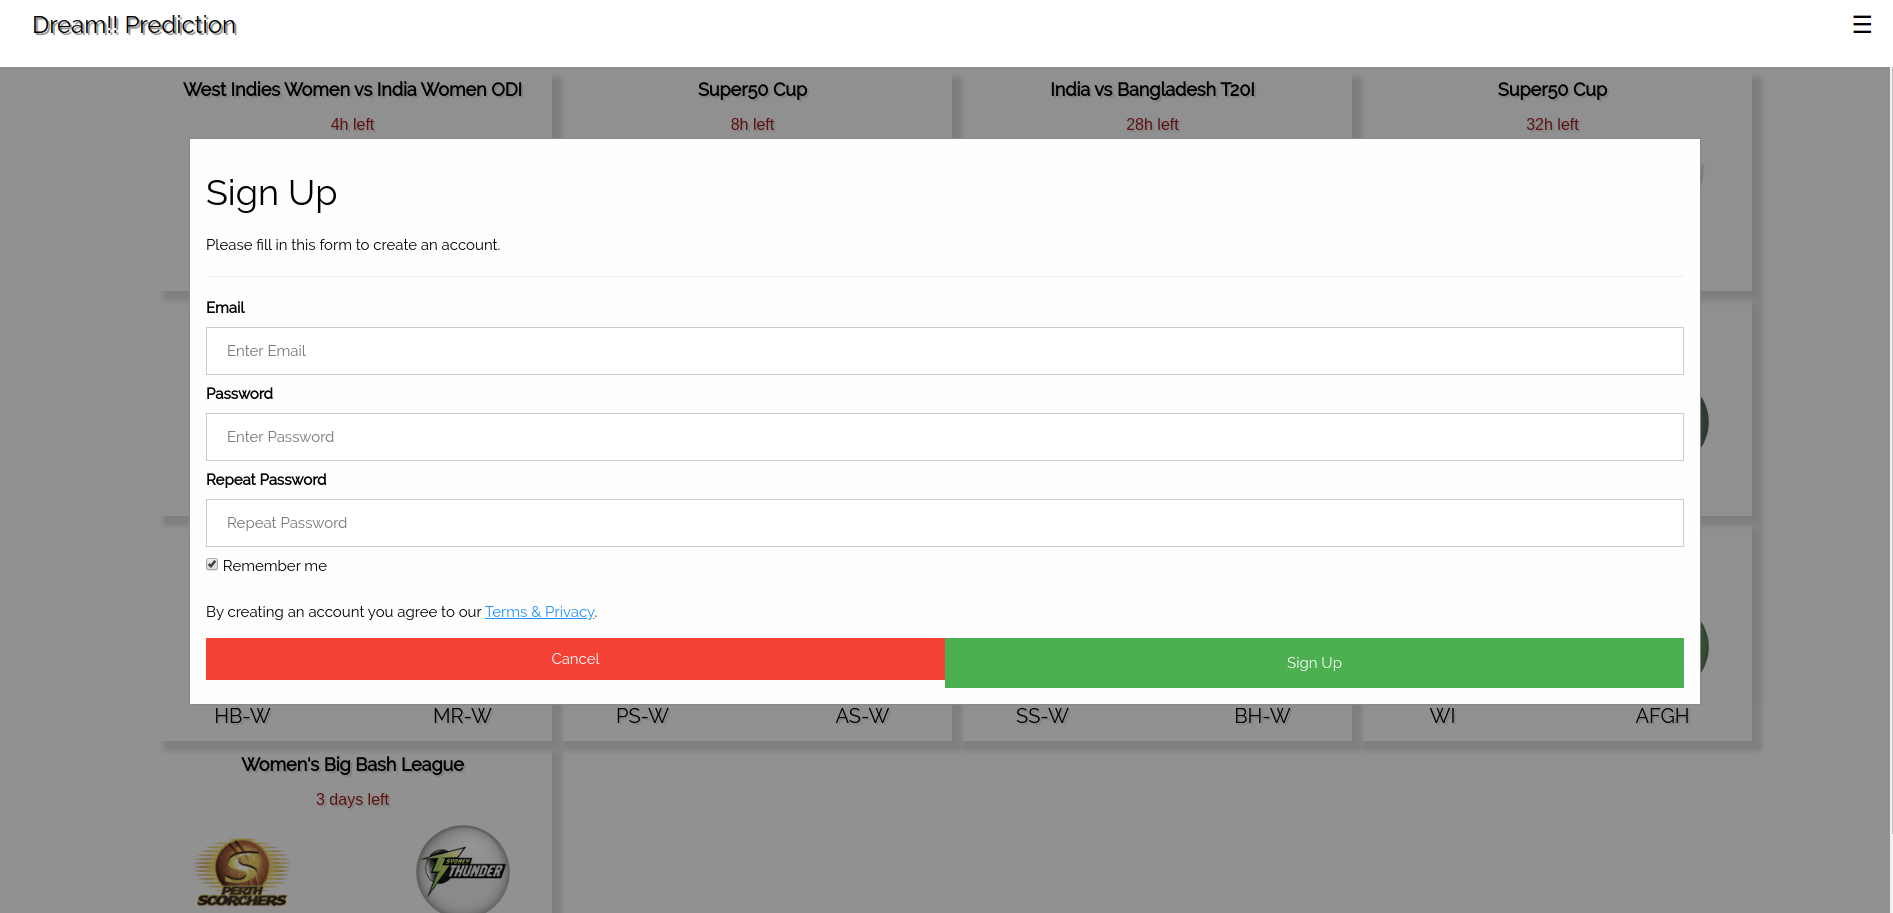 Dream!! Prediction
☰
West Indies Women vs India Women ODI
Super50 Cup
India vs Bangladesh T20I
Super50 Cup
4h left
8h left
28h left
32h left
Sign Up
Please fill in this form to create an account.
Email
Enter Email
Password
Enter Password
Repeat Password
Repeat Password
Remember me
By creating an account you agree to our Terms & Privacy.
Cancel
Sign Up
HB-W
MR-W
PS-W
AS-W
SS-W
BH-W
WI
AFGH
Women's Big Bash League
3 days left
PERTH
SCORCHERS
SYDNEY
THUNDER